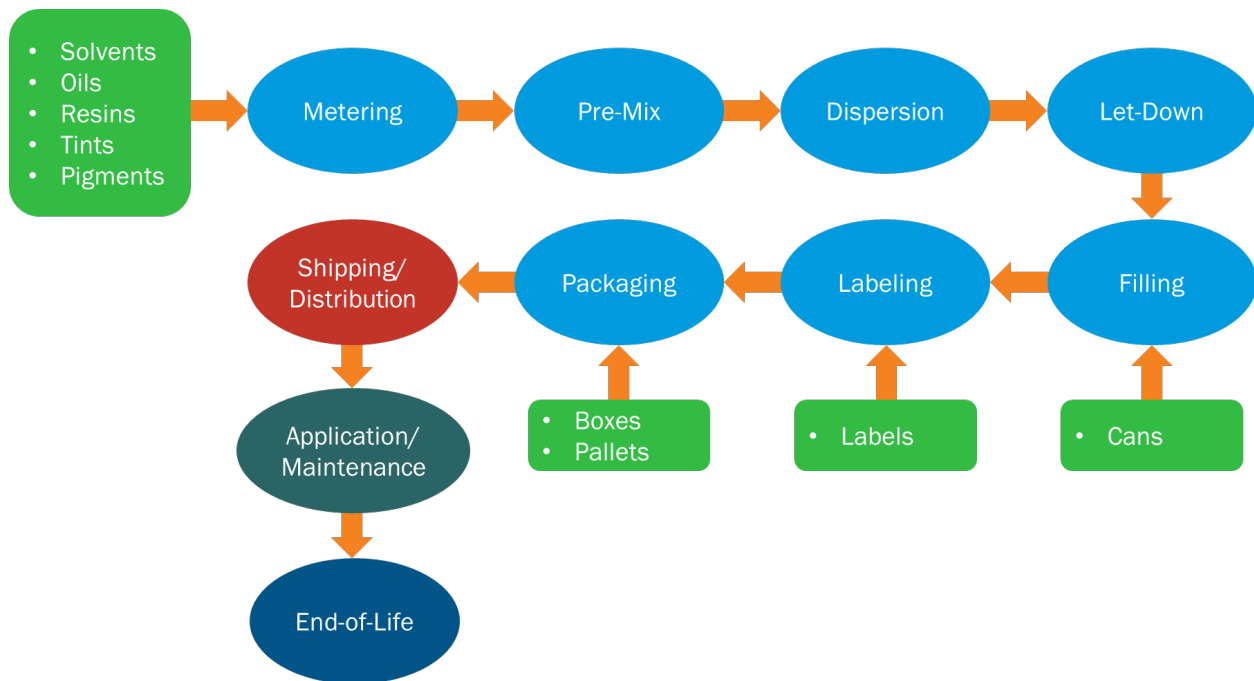 • Solvents
• Oils
• Resins
• Tints
• Pigments
Metering
Pre-Mix
Dispersion
Let-Down
Filling
Labeling
Packaging
Shipping/
Distribution
• Cans
• Labels
• Boxes
• Pallets
Application/
Maintenance
End-of-Life